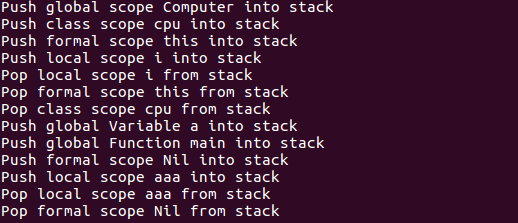 Push global scope Computer into stack
Push class scope cpu into stack
Push formal scope this into stack
Push local scope i into stack
Pop local scope i from stack
Pop formal scope this from stack
Pop class scope cpu from stack
Push global Variable a into stack
Push global Function main into stack
Push formal scope Nil into stack
Push local scope aaa into stack
Pop local scope aaa from stack
Pop formal scope Nil from stack